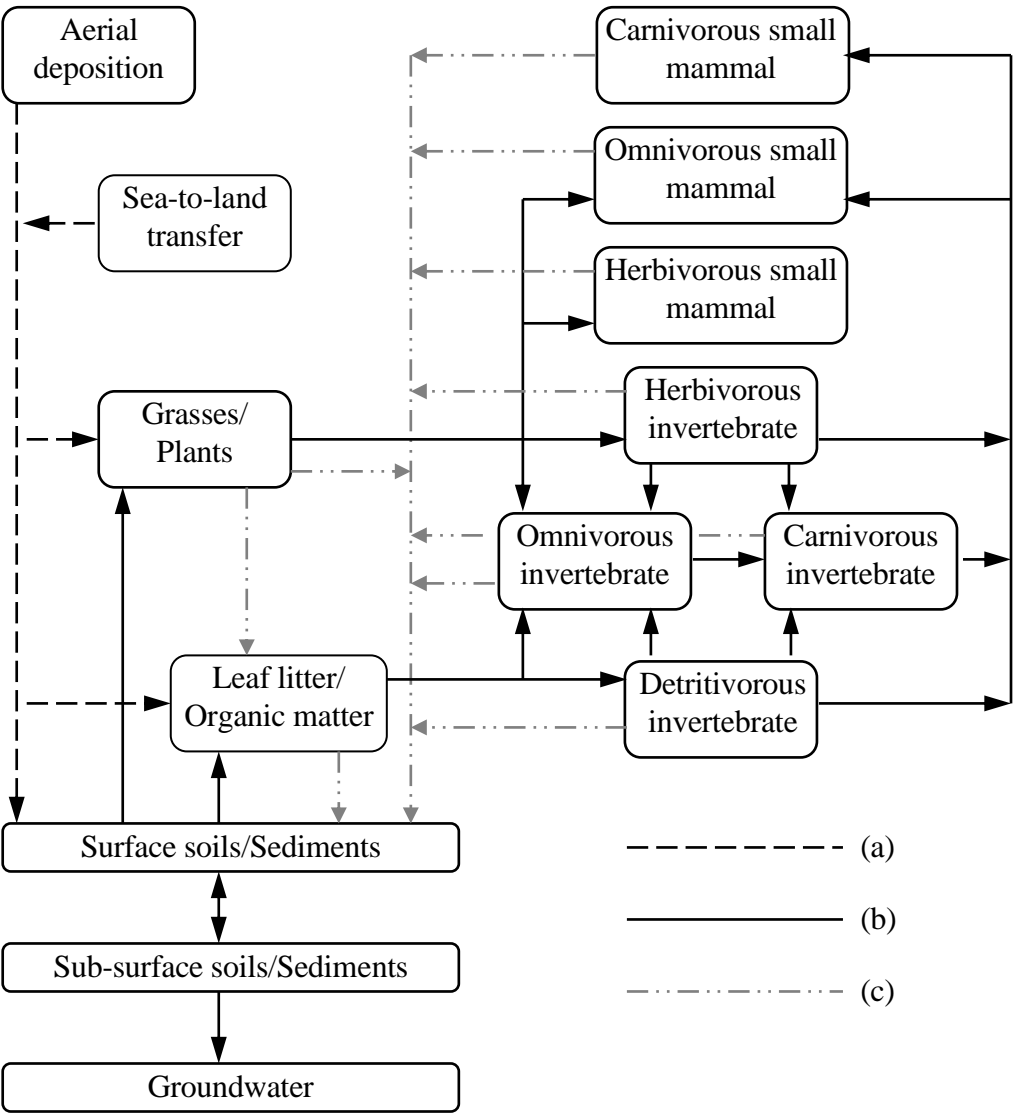 Aerial
deposition
Carnivorous small
mammal
Omnivorous small
mammal
Sea-to-land
transfer
Herbivorous small
mammal
Grasses/
Plants
Herbivorous
invertebrate
Omnivorous
invertebrate
Carnivorous
invertebrate
Leaf litter/
Organic matter
Detritivorous
invertebrate
Surface soils/Sediments
(a)
(b)
Sub-surface soils/Sediments
(c)
Groundwater